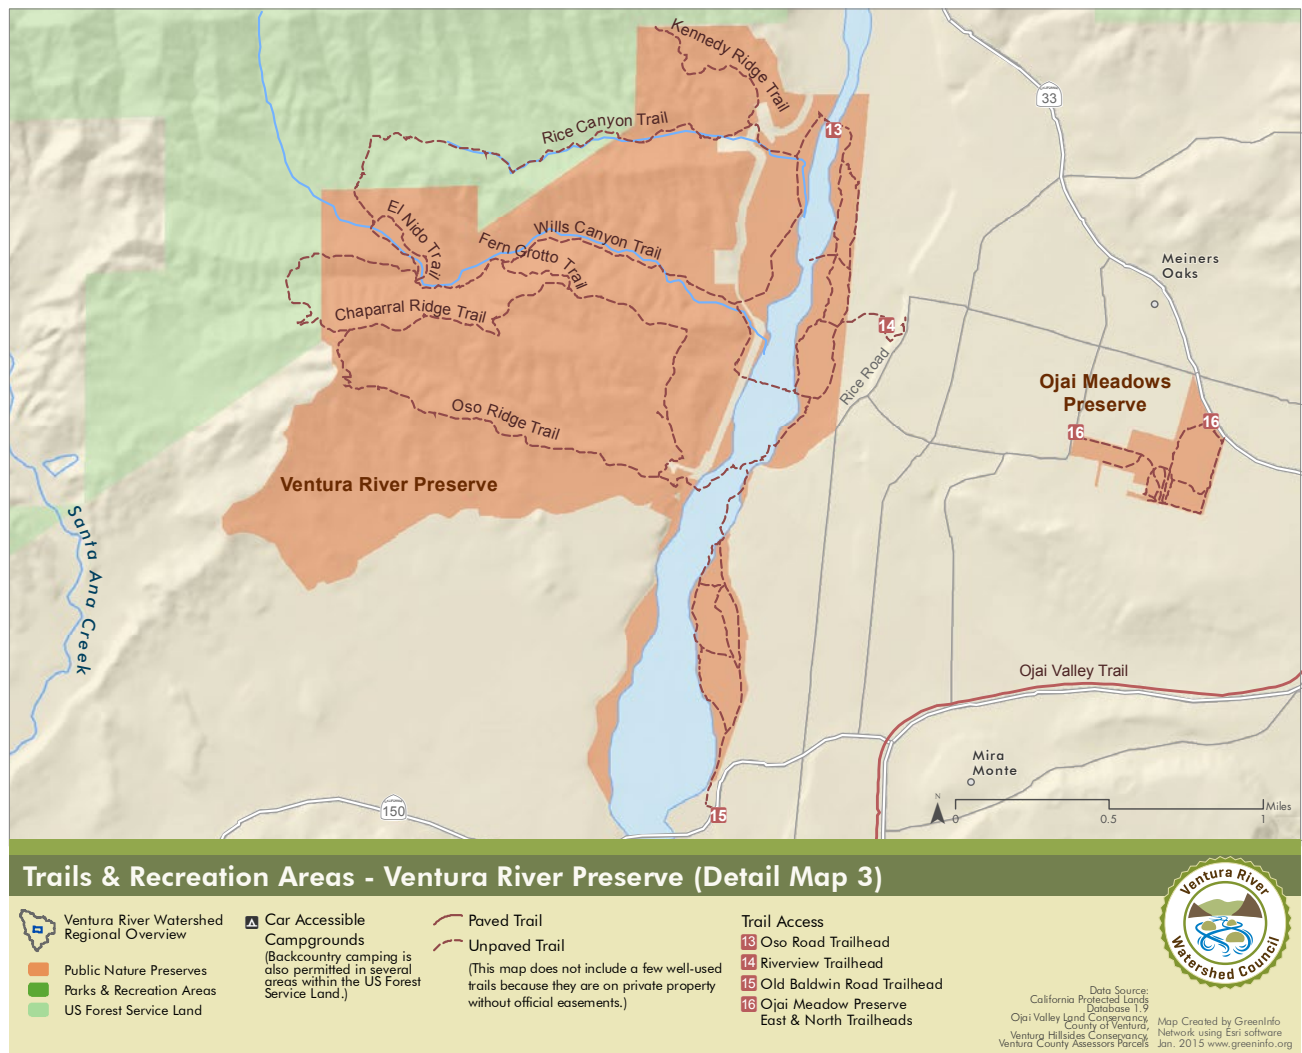 Kennedy Ridge Trail
33
Rice Canyon Trail
13
El Nido Trail
Wills Canyon Trail
Fern Grotto Trail
Meiners
Oaks
Chaparral Ridge Trail
14
Rice Road
Ojai Meadows
Preserve
Oso Ridge Trail
16
16
Ventura River Preserve
Santa Ana Creek
Ojai Valley Trail
Mira
Monte
150
15
N
Miles
0
0.5
1
Trails & Recreation Areas - Ventura River Preserve (Detail Map 3)
Ventura River Watershed
Regional Overview
Public Nature Preserves
Parks & Recreation Areas
US Forest Service Land
Car Accessible
Campgrounds
(Backcountry camping is
also permitted in several
areas within the US Forest
Service Land.)
Paved Trail
Unpaved Trail
(This map does not include a few well-used
trails because they are on private property
without official easements.)
Trail Access
13 Oso Road Trailhead
14 Riverview Trailhead
15 Old Baldwin Road Trailhead
16 Ojai Meadow Preserve
East & North Trailheads
Ventura River
Watershed Council
Data Source:
California Protected Lands
Database 1.9
Ojai Valley Land Conservancy,
County of Ventura,
Ventura Hillsides Conservancy,
Ventura County Assessors Parcels
Map Created by GreenInfo
Network using Esri software
Jan. 2015 www.greeninfo.org